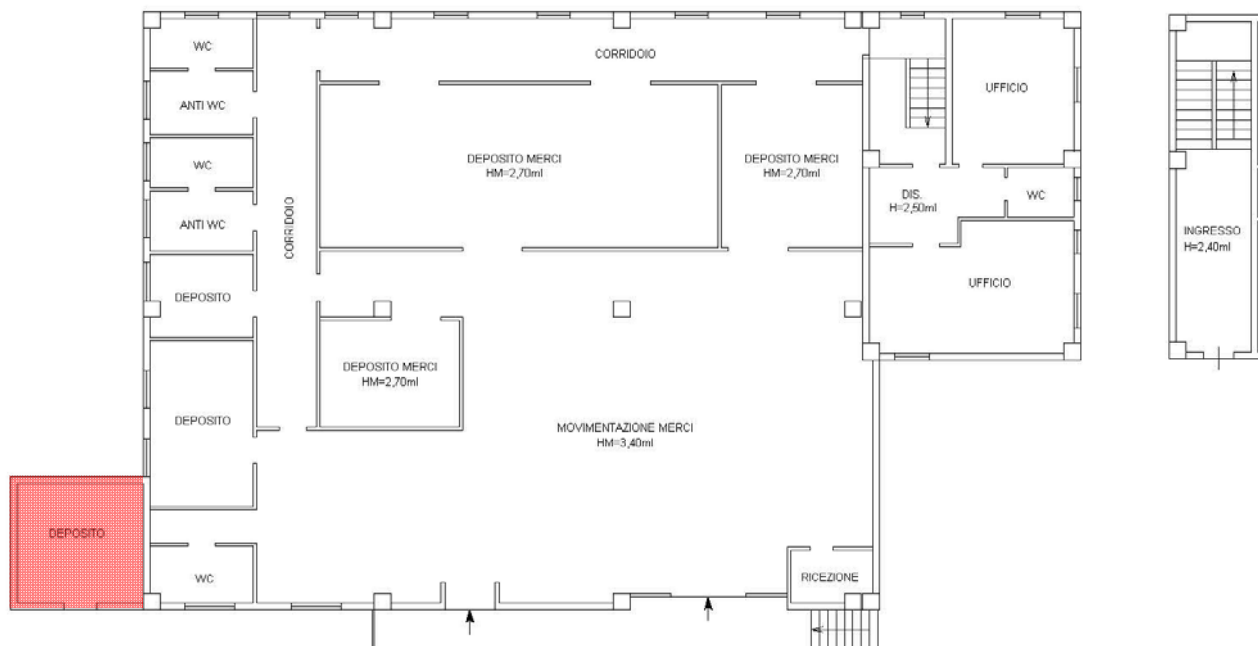 WC
CORRIDOIO
ANTI WC
UFFICIO
WC
DEPOSITO MERCI
HM=2,70ml
DEPOSITO MERCI
HM=2,70ml
ANTI WC
CORRIDOIO
DIS.
H=2,50ml
WC
INGRESSO
H=2,40ml
DEPOSITO
UFFICIO
DEPOSITO MERCI
HM=2,70ml
DEPOSITO
MOVIMENTAZIONE MERCI
HM=3,40ml
DEPOSITO
WC
RICEZIONE